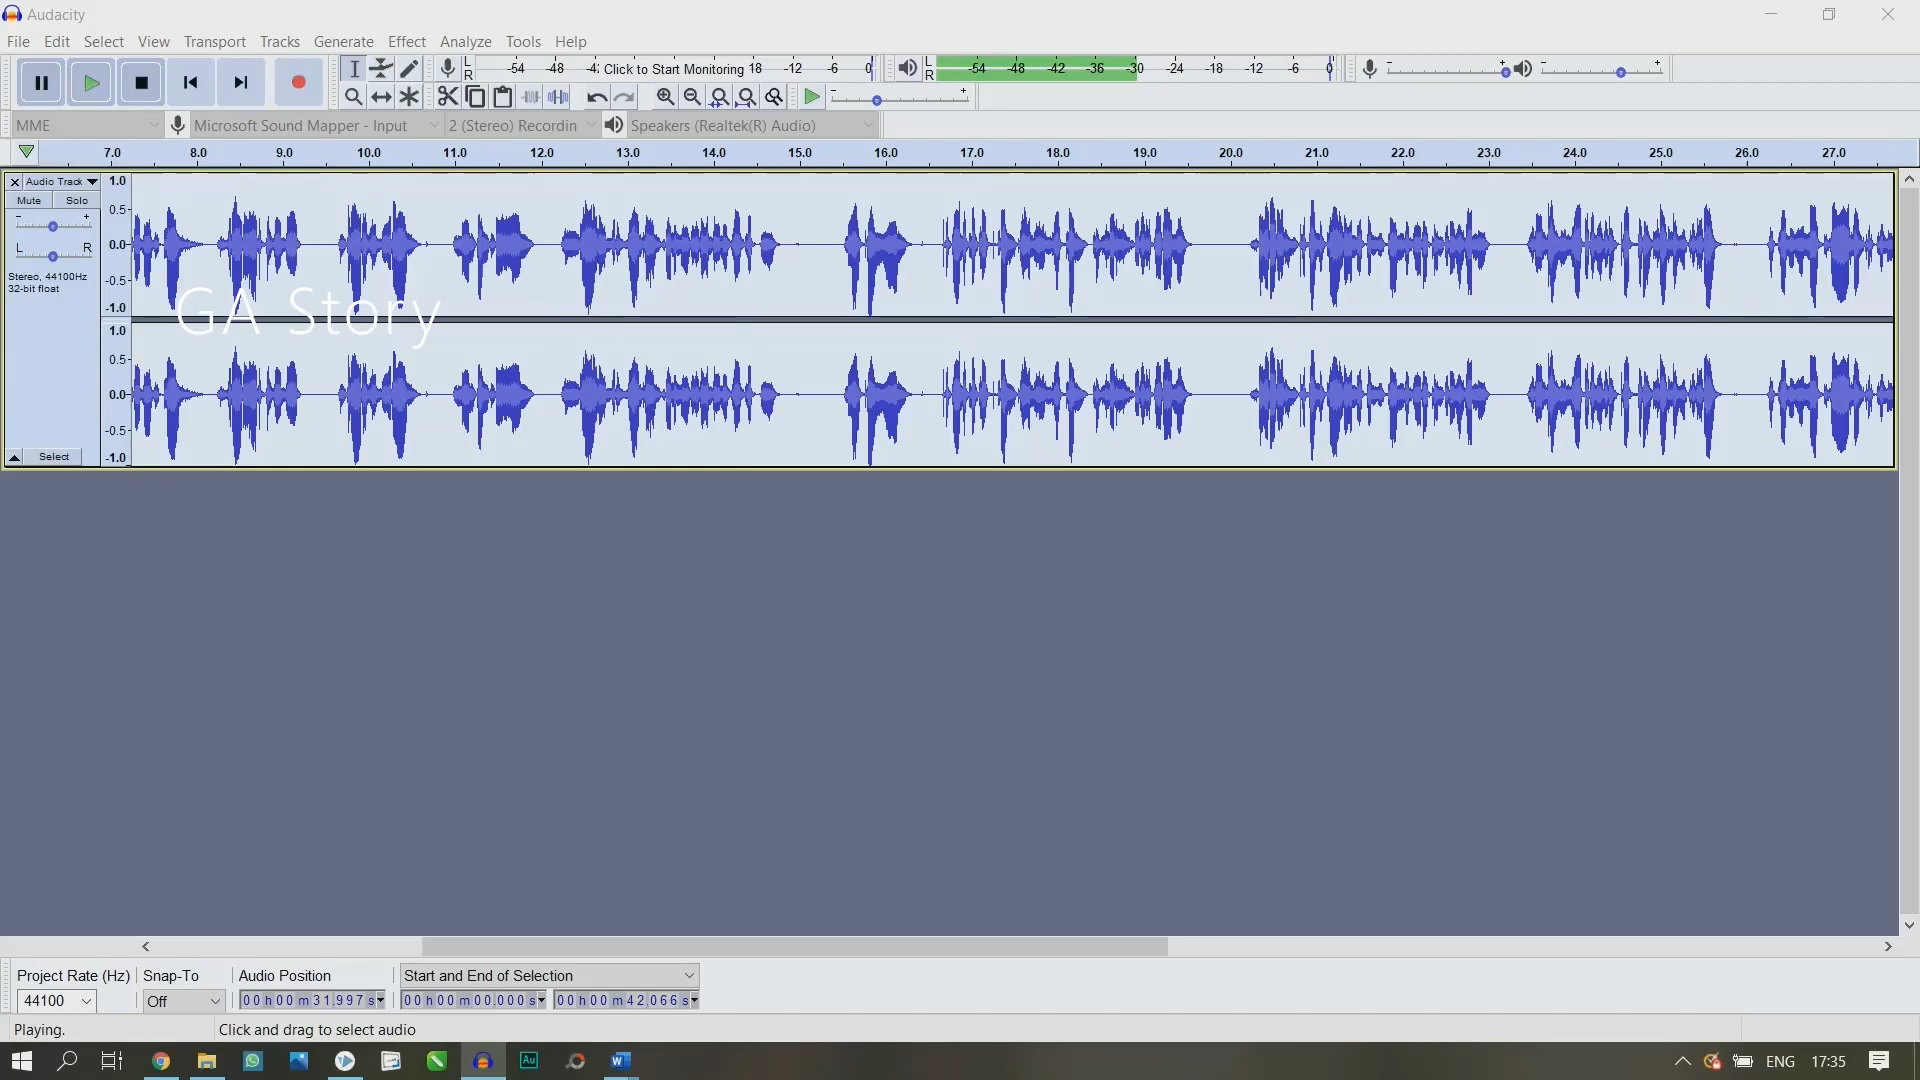 Audacity
File Edit Select View Transport Tracks Generate Effect Analyze Tools Help
L R -54 -48 -4 Click to Start Monitoring 18 -12 -6 0 L R -54 -48 -42 -36 -30 -24 -18 -12 -6 0 - + - +
- +
MME Microsoft Sound Mapper - Input 2 (Stereo) Recordin Speakers (Realtek(R) Audio)
7.0 8.0 9.0 10.0 11.0 12.0 13.0 14.0 15.0 16.0 17.0 18.0 19.0 20.0 21.0 22.0 23.0 24.0 25.0 26.0 27.0
Audio Track 1.0
Mute Solo
- + 0.5
L R 0.0
Stereo, 44100Hz -0.5
32-bit float
GA Story
-1.0
1.0
0.5
0.0
-0.5
Select -1.0
Project Rate (Hz) Snap-To Audio Position Start and End of Selection
44100 Off 00h00m31.997s 00h00m00.000s 00h00m42.066s
Playing. Click and drag to select audio
Au W ENG 17:35